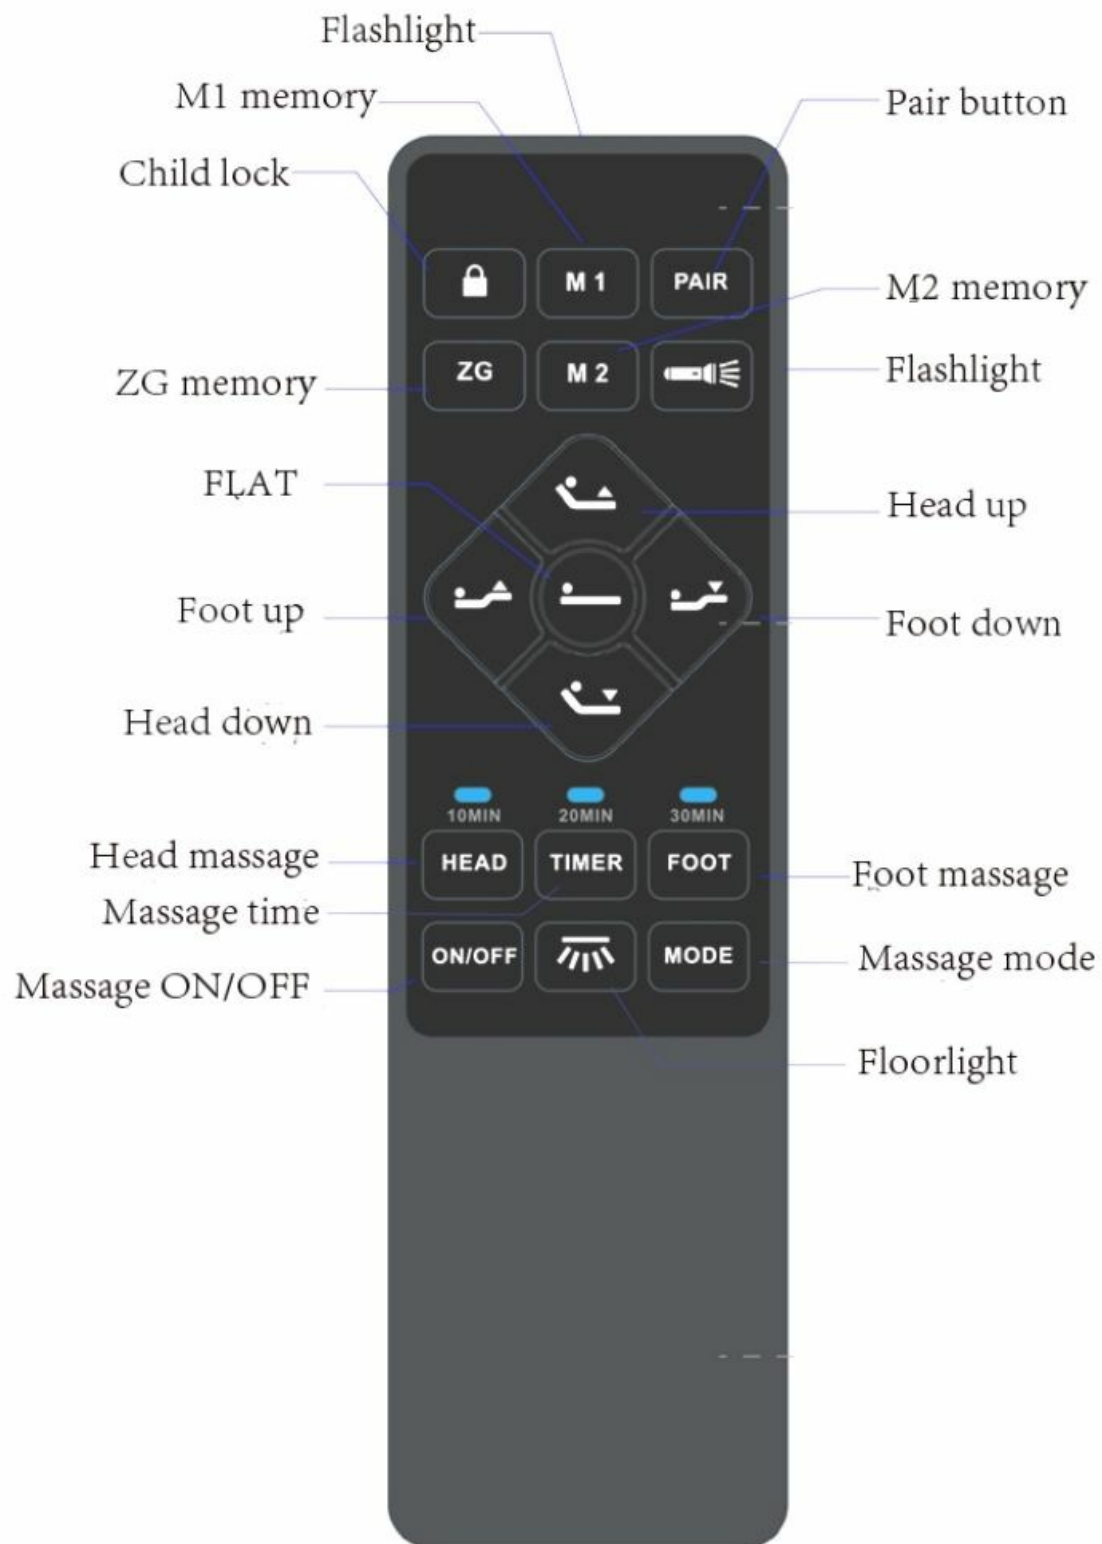 Flashlight
M1 memory
Pair button
Child lock
M 1
PAIR
M2 memory
ZG memory
ZG
M 2
Flashlight
FLAT
Head up
Foot up
Foot down
Head down
10MIN
20MIN
30MIN
Head massage
HEAD
TIMER
FOOT
Foot massage
Massage time
ON/OFF
MODE
Massage mode
Massage ON/OFF
Floorlight